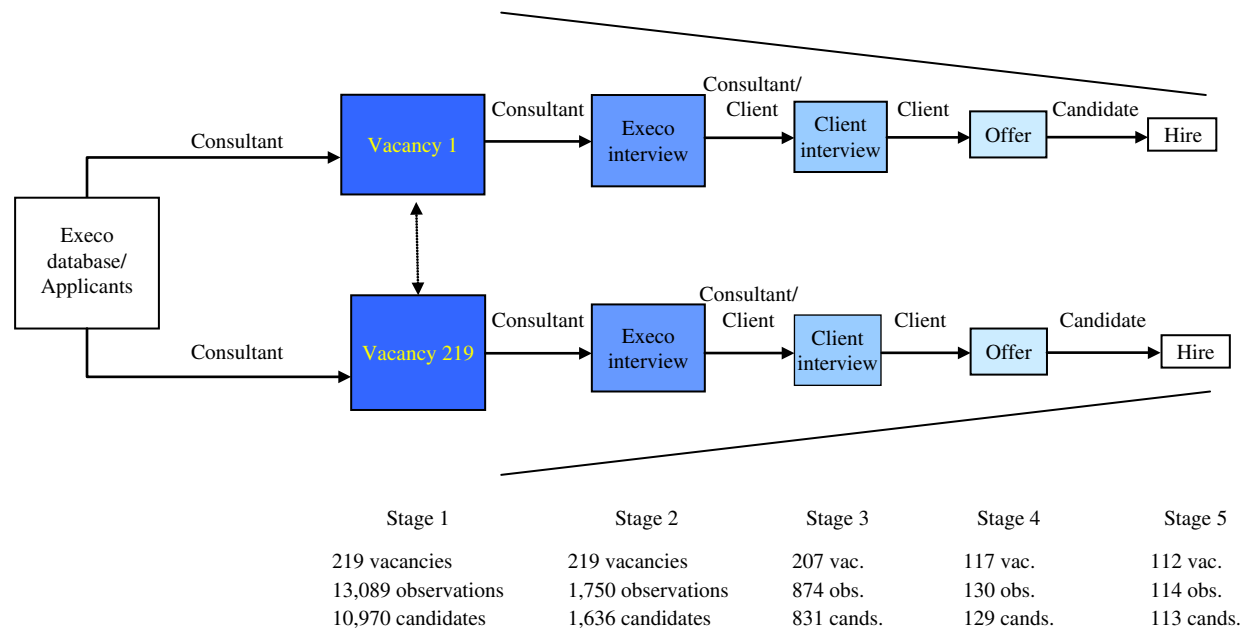 Consultant
Vacancy 1
Consultant
Execo
interview
Consultant/
Client
Client
interview
Client
Offer
Candidate
Hire
Execo
database/
Applicants
Consultant
Vacancy 219
Consultant
Execo
interview
Consultant/
Client
Client
interview
Client
Offer
Candidate
Hire
Stage 1
Stage 2
Stage 3
Stage 4
Stage 5
219 vacancies
219 vacancies
207 vac.
117 vac.
112 vac.
13,089 observations
1,750 observations
874 obs.
130 obs.
114 obs.
10,970 candidates
1,636 candidates
831 cands.
129 cands.
113 cands.